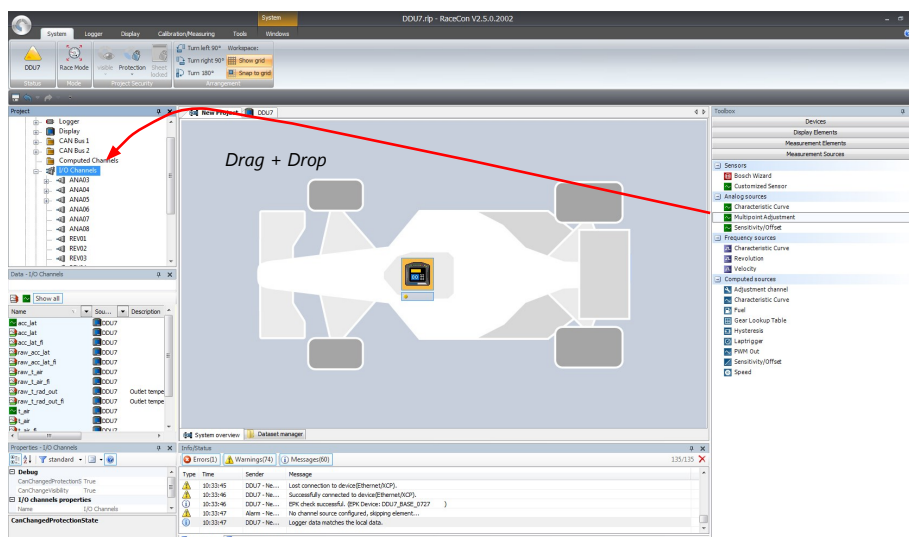 System
DDU7.rlp - RaceCon V2.5.0.2002
System Logger Display Calibration/Measuring Tools Windows
DDU7
Race Mode
visible
Protection
Sheet locked
Turn left 90°
Turn right 90°
Turn 180°
Workspace:
Show grid
Snap to grid
Status Mode Project Security Arrangement
Project
Logger
Display
CAN Bus 1
CAN Bus 2
Computed Channels
I/O Channels
ANA03
ANA04
ANA05
ANA06
ANA07
ANA08
REV01
REV02
REV03
New Project DDU7
Drag + Drop
System overview Dataset manager
Toolbox
Devices
Display Elements
Measurement Elements
Measurement Sources
Sensors
Bosch Wizard
Customized Sensor
Analog sources
Characteristic Curve
Multipoint Adjustment
Sensitivity/Offset
Frequency sources
Characteristic Curve
Revolution
Velocity
Computed sources
Adjustment channel
Characteristic Curve
Fuel
Gear Lookup Table
Hysteresis
Laptrigger
PWM Out
Sensitivity/Offset
Speed
Data - I/O Channels
Show all
Name Sou... Description
acc_lat DDU7
acc_lat DDU7
acc_lat_fl DDU7
raw_acc_lat DDU7
raw_acc_lat_fl DDU7
raw_t_air DDU7
raw_t_air_fl DDU7
raw_t_rad_out DDU7 Outlet tempe
raw_t_rad_out_fl DDU7 Outlet tempe
t_air DDU7
t_air DDU7
Properties - I/O Channels
standard
Debug
CanChangedProtectionS True
CanChangeVisibility True
I/O channels properties
Name I/O Channels
CanChangedProtectionState
Info/Status
Errors(1) Warnings(74) Messages(60) 135/135
Type Time Sender Message
10:33:45 DDU7 - Ne... Lost connection to device(Ethernet/XCP).
10:33:46 DDU7 - Ne... Successfully connected to device(Ethernet/XCP).
10:33:46 DDU7 - Ne... EPK check successful. (EPK Device: DDU7_BASE_0727 )
10:33:47 Alarm - Ne... No channel source configured, skipping element...
10:33:47 DDU7 - Ne... Logger data matches the local data.